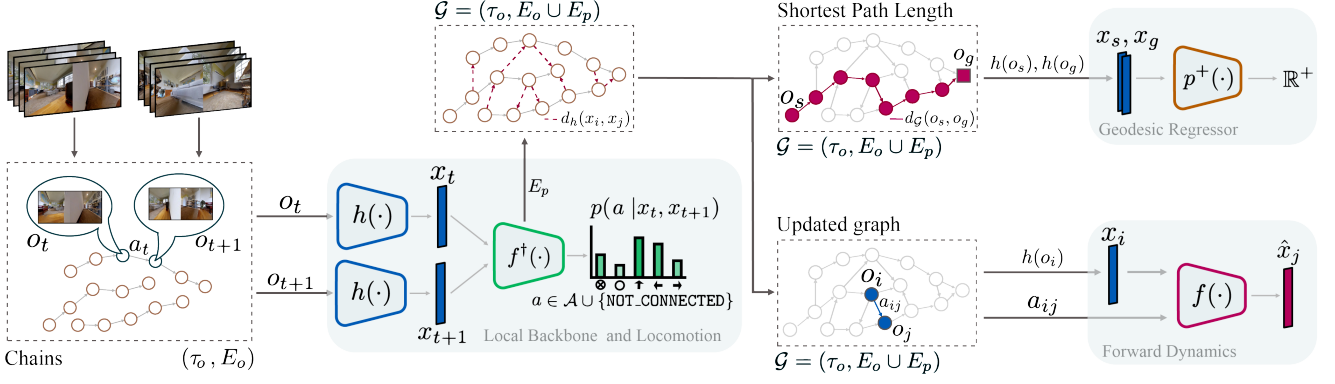 𝒢 = (τ_o, E_o ∪ E_p)
d_h(x_i, x_j)
o_t
a_t
o_{t+1}
Chains
(τ_o, E_o)
o_t
o_{t+1}
h(·)
h(·)
x_t
x_{t+1}
f^†(·)
E_p
p(a |x_t, x_{t+1})
a ∈ 𝒜 ∪ {NOT_CONNECTED}
Local Backbone and Locomotion
Shortest Path Length
o_s
o_g
d_𝒢(o_s, o_g)
𝒢 = (τ_o, E_o ∪ E_p)
h(o_s), h(o_g)
x_s, x_g
p^+(·)
ℝ^+
Geodesic Regressor
Updated graph
o_i
a_{ij}
o_j
𝒢 = (τ_o, E_o ∪ E_p)
h(o_i)
a_{ij}
x_i
f(·)
x̂_j
Forward Dynamics